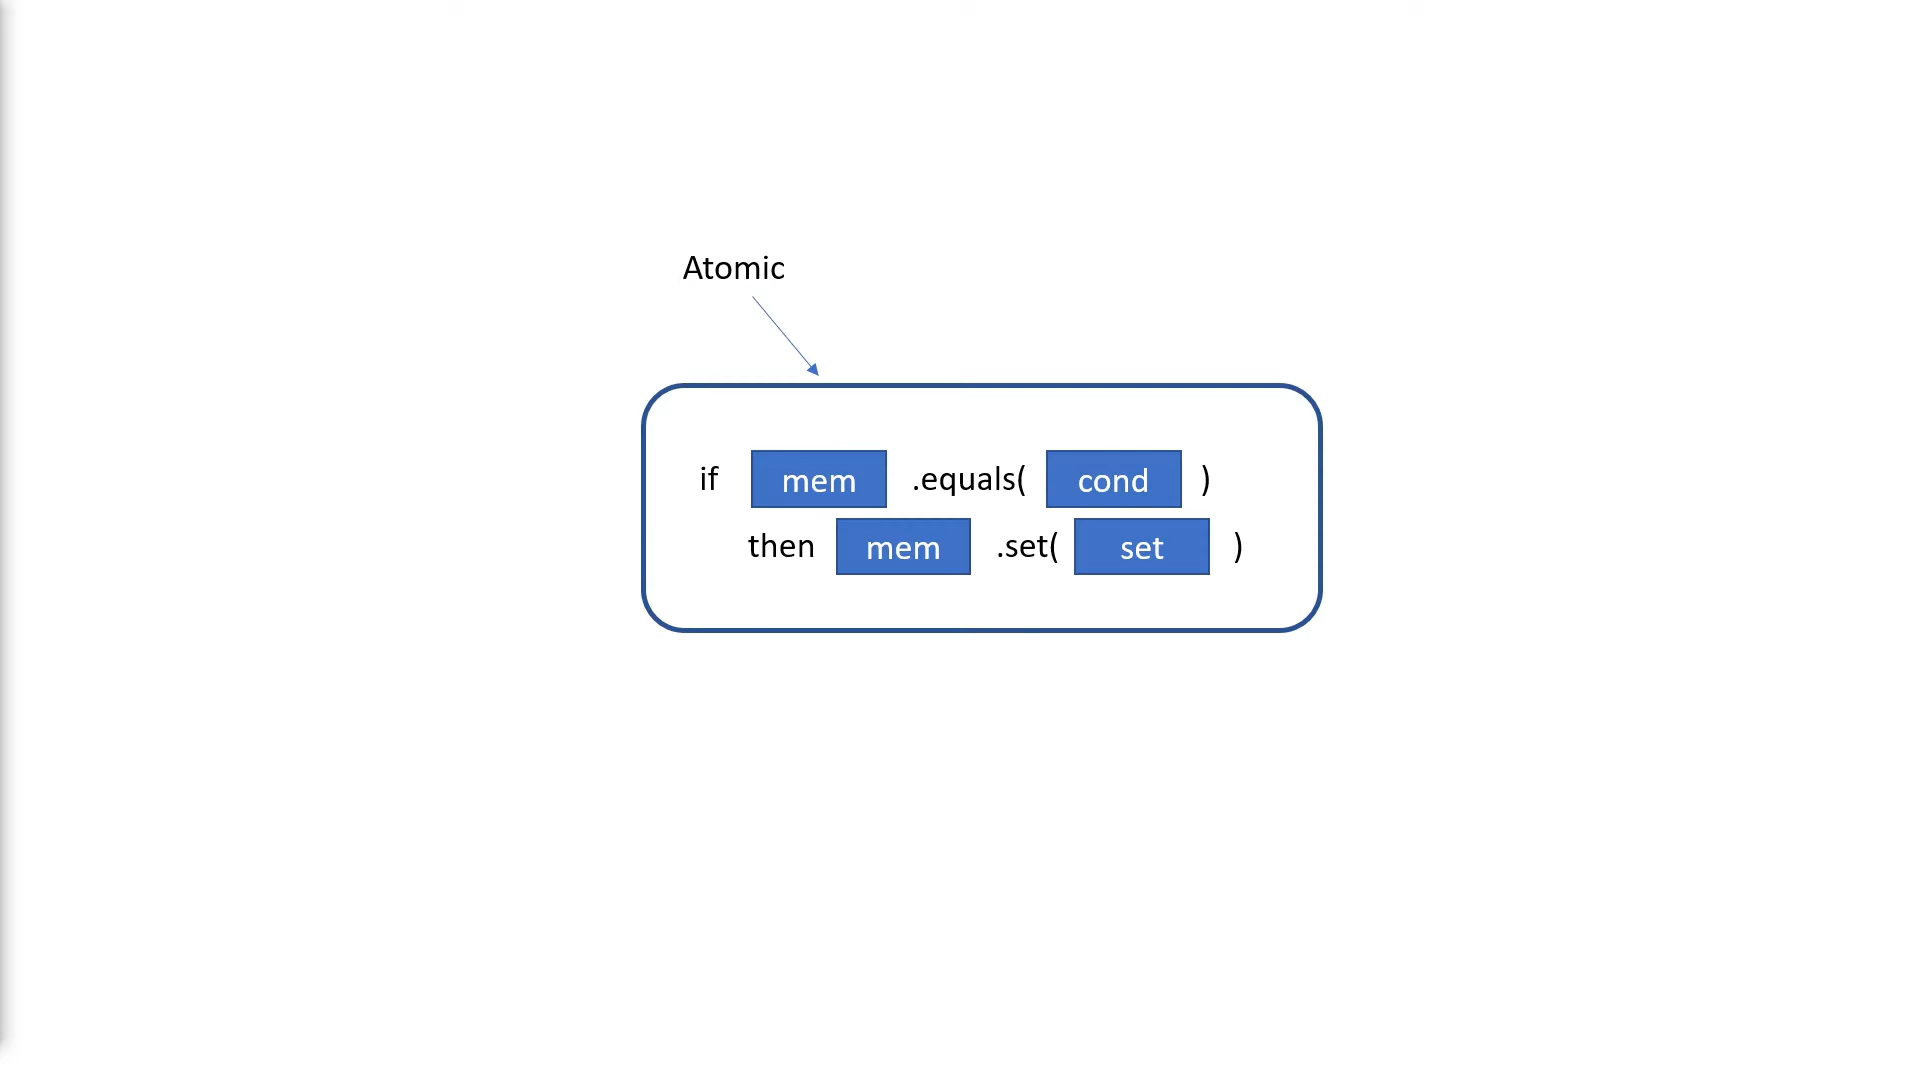 Atomic
if mem .equals( cond )
then mem .set( set )